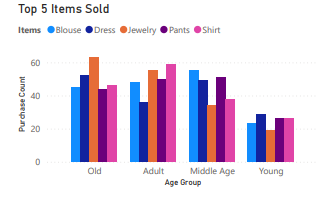 Top 5 Items Sold
Items Blouse Dress Jewelry Pants Shirt
Purchase Count
60
40
20
0
Old Adult Middle Age Young
Age Group